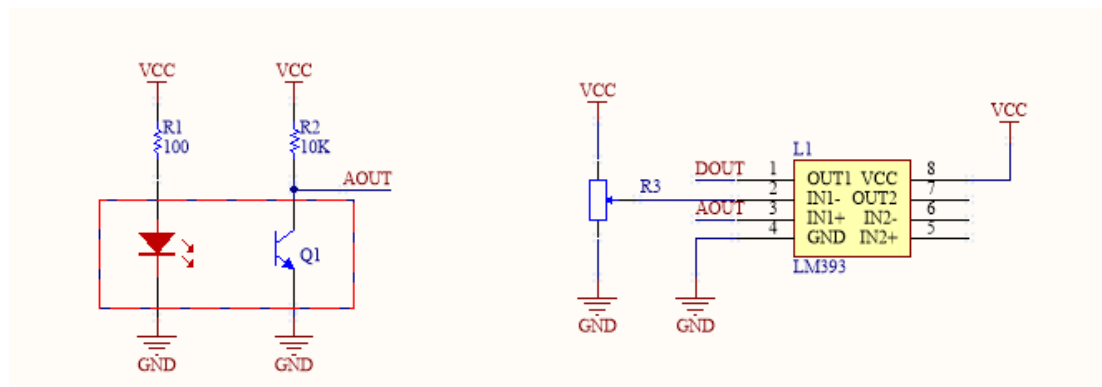 VCC
VCC
R1
100
R2
10K
AOUT
Q1
GND
GND
VCC
R3
GND
VCC
L1
DOUT
1
OUT1
VCC
8
2
IN1-
OUT2
7
AOUT
3
IN1+
IN2-
6
4
GND
IN2+
5
LM393
GND